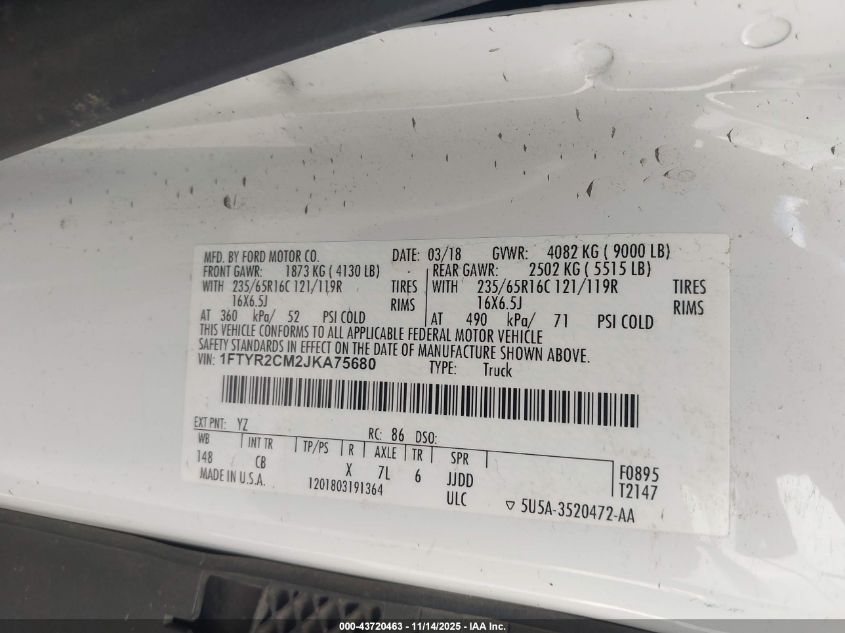 MFD. BY FORD MOTOR CO. DATE: 03/18 GVWR: 4082 KG ( 9000 LB)
FRONT GAWR: 1873 KG ( 4130 LB) REAR GAWR: 2502 KG ( 5515 LB)
WITH 235/65R16C 121/119R TIRES WITH 235/65R16C 121/119R TIRES
16X6.5J RIMS 16X6.5J RIMS
AT 360 kPa/ 52 PSI COLD AT 490 kPa/ 71 PSI COLD
THIS VEHICLE CONFORMS TO ALL APPLICABLE FEDERAL MOTOR VEHICLE
SAFETY STANDARDS IN EFFECT ON THE DATE OF MANUFACTURE SHOWN ABOVE.
VIN: 1FTYR2CM2JKA75680 TYPE: Truck
EXT PNT: YZ RC: 86 DSO:
WB INT TR TP/PS R AXLE TR SPR
148 CB X 7L 6 JJDD F0895
MADE IN U.S.A. 1201803191364 ULC T2147
5U5A-3520472-AA
000-43720463 - 11/14/2025 - IAA Inc.